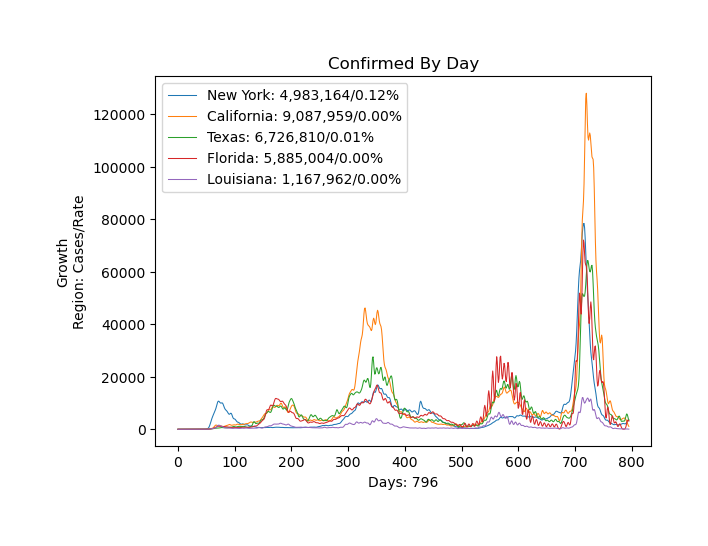 Confirmed By Day
New York: 4,983,164/0.12%
California: 9,087,959/0.00%
Texas: 6,726,810/0.01%
Florida: 5,885,004/0.00%
Louisiana: 1,167,962/0.00%
120000
100000
80000
60000
40000
20000
0
Growth
Region: Cases/Rate
0 100 200 300 400 500 600 700 800
Days: 796